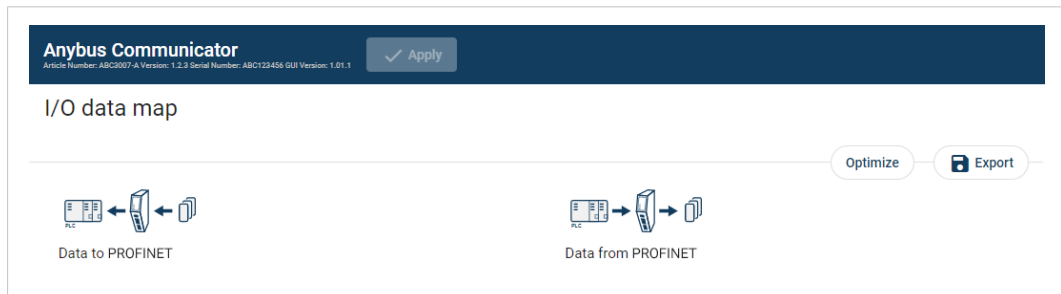 Anybus Communicator
Article Number: ABC3007-A Version: 1.2.3 Serial Number: ABC123456 GUI Version: 1.01.1
Apply
I/O data map
Optimize
Export
PLC
PLC
Data to PROFINET
Data from PROFINET